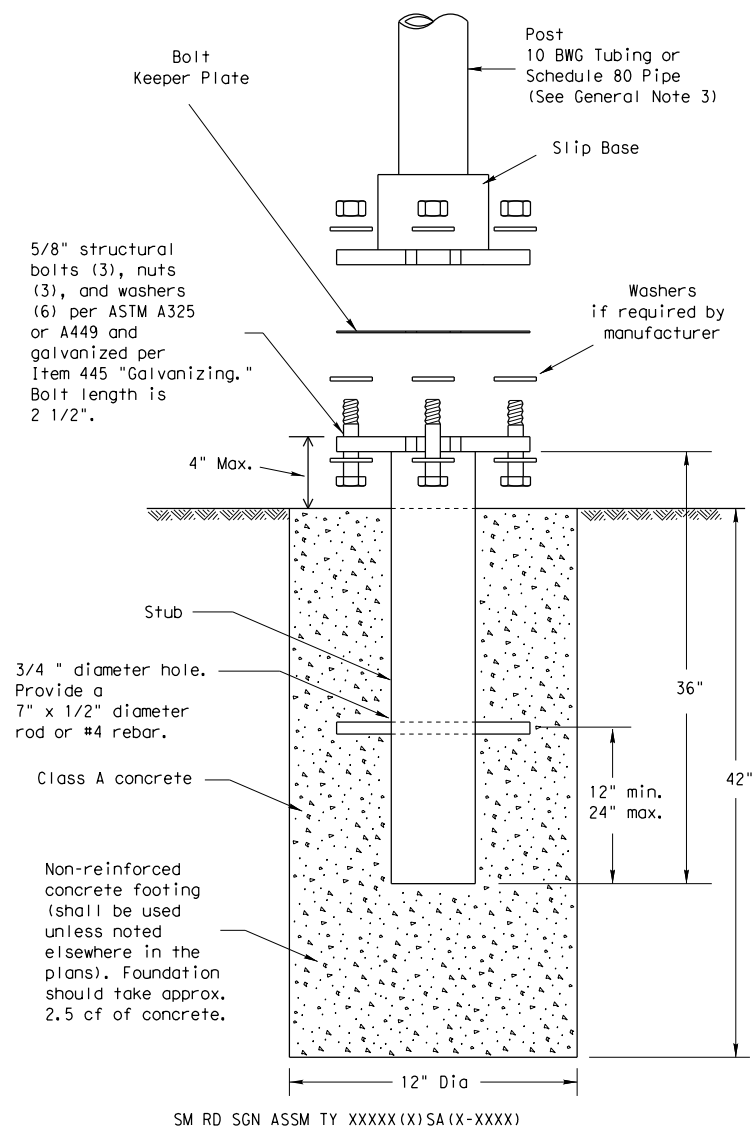 Post
10 BWG Tubing or
Schedule 80 Pipe
(See General Note 3)
Bolt
Keeper Plate
Slip Base
5/8" structural
bolts (3), nuts
(3), and washers
(6) per ASTM A325
or A449 and
galvanized per
Item 445 "Galvanizing."
Bolt length is
2 1/2".
Washers
if required by
manufacturer
4" Max.
Stub
3/4 " diameter hole.
Provide a
7" x 1/2" diameter
rod or #4 rebar.
36"
Class A concrete
42"
12" min.
24" max.
Non-reinforced
concrete footing
(shall be used
unless noted
elsewhere in the
plans). Foundation
should take approx.
2.5 cf of concrete.
12" Dia
SM RD SGN ASSM TY XXXXX(X)SA(X-XXXX)